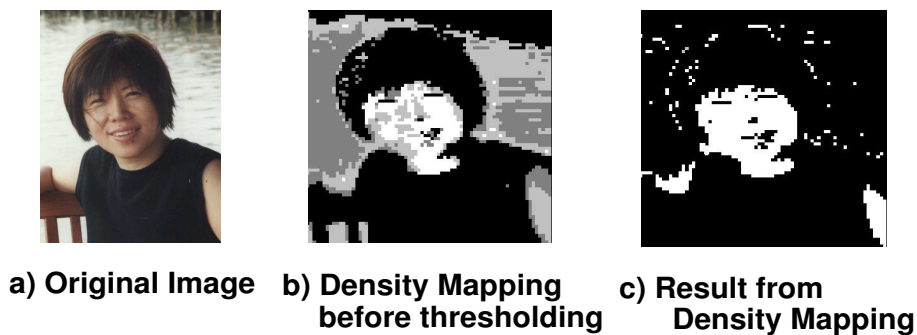 a) Original Image
b) Density Mapping
before thresholding
c) Result from
Density Mapping